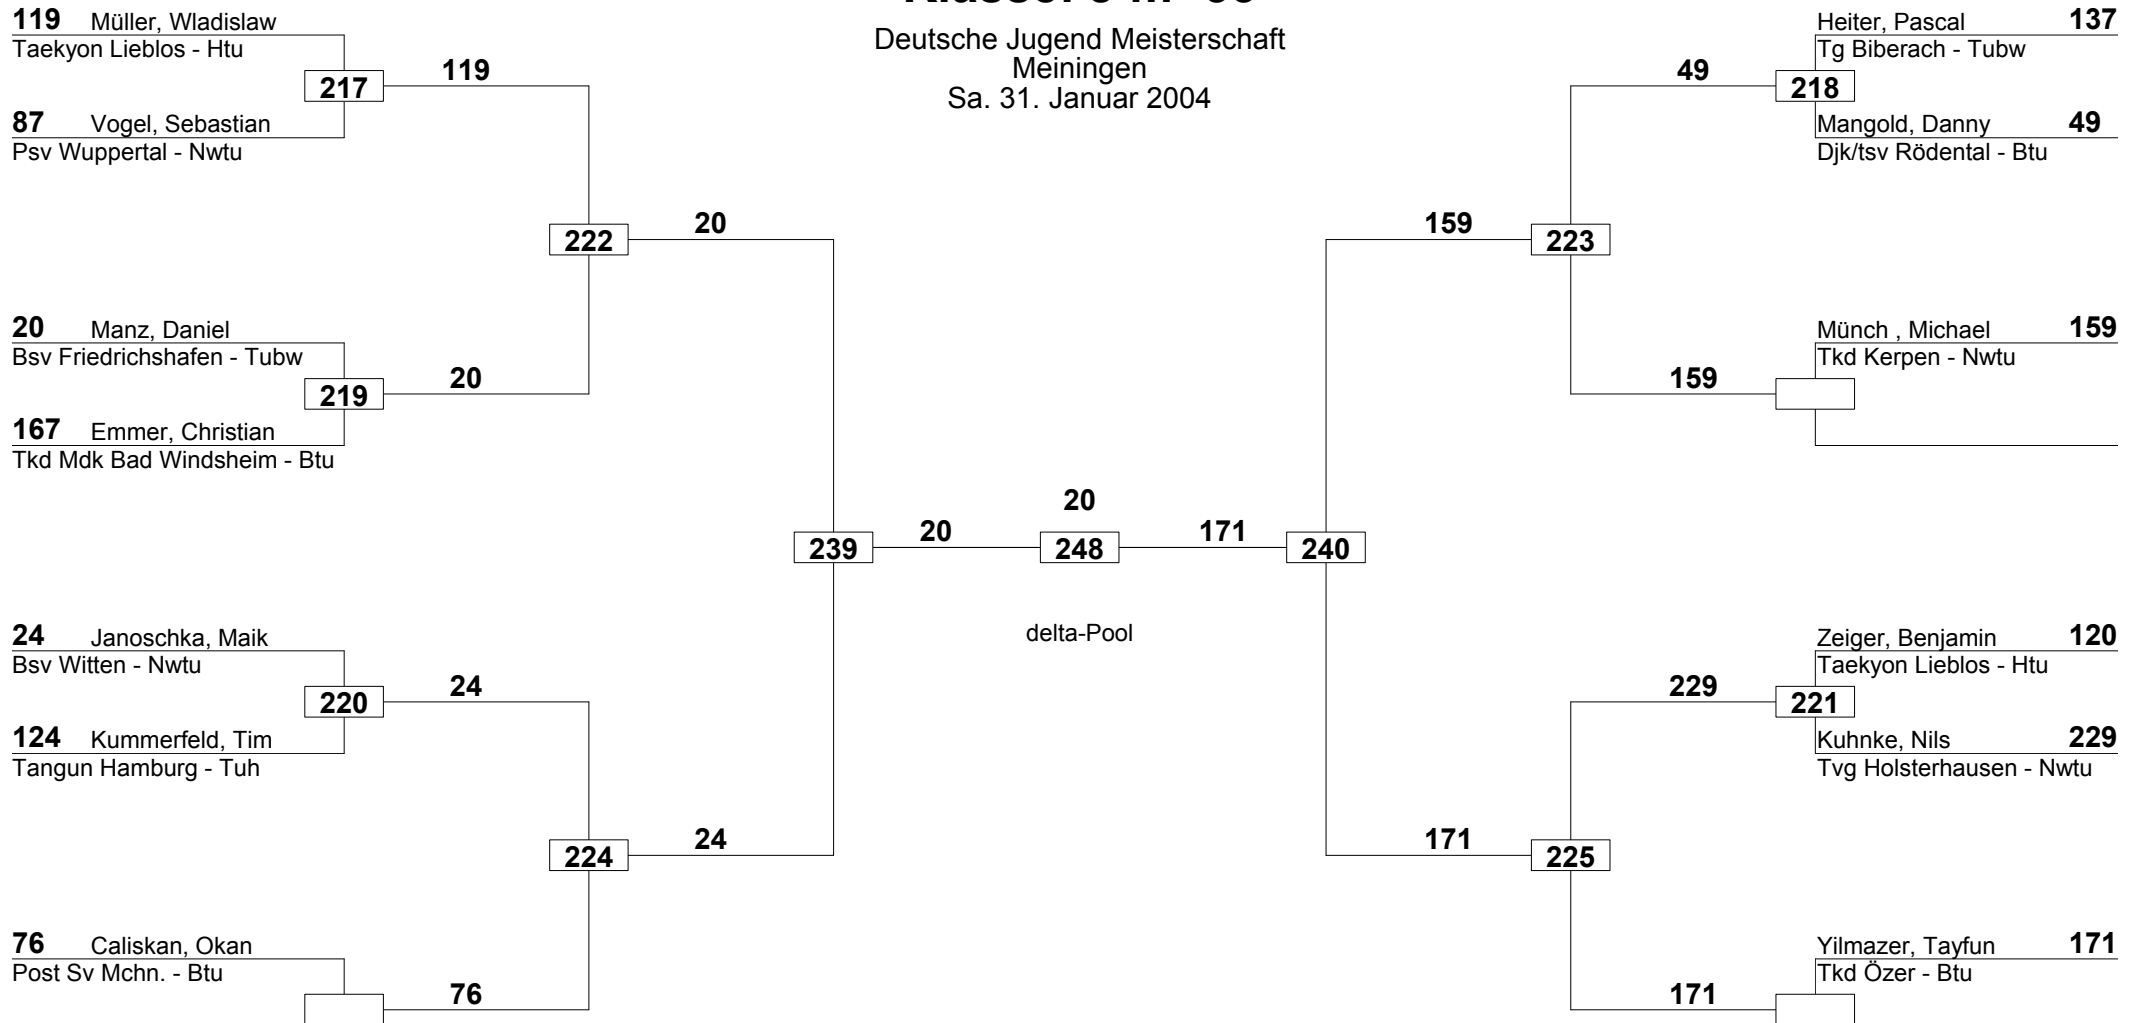 Deutsche Jugend Meisterschaft
Meiningen
Sa. 31. Januar 2004
119 Müller, Wladislaw
Taekyon Lieblos - Htu
217
119
87 Vogel, Sebastian
Psv Wuppertal - Nwtu
222
20
20 Manz, Daniel
Bsv Friedrichshafen - Tubw
219
20
167 Emmer, Christian
Tkd Mdk Bad Windsheim - Btu
239
20
24 Janoschka, Maik
Bsv Witten - Nwtu
220
24
124 Kummerfeld, Tim
Tangun Hamburg - Tuh
224
24
76 Caliskan, Okan
Post Sv Mchn. - Btu
76
20
248
delta-Pool
Heiter, Pascal 137
Tg Biberach - Tubw
49
218
Mangold, Danny 49
Djk/tsv Rödental - Btu
159
223
Münch , Michael 159
Tkd Kerpen - Nwtu
159
171
240
Zeiger, Benjamin 120
Taekyon Lieblos - Htu
229
221
Kuhnke, Nils 229
Tvg Holsterhausen - Nwtu
171
225
Yilmazer, Tayfun 171
Tkd Özer - Btu
171